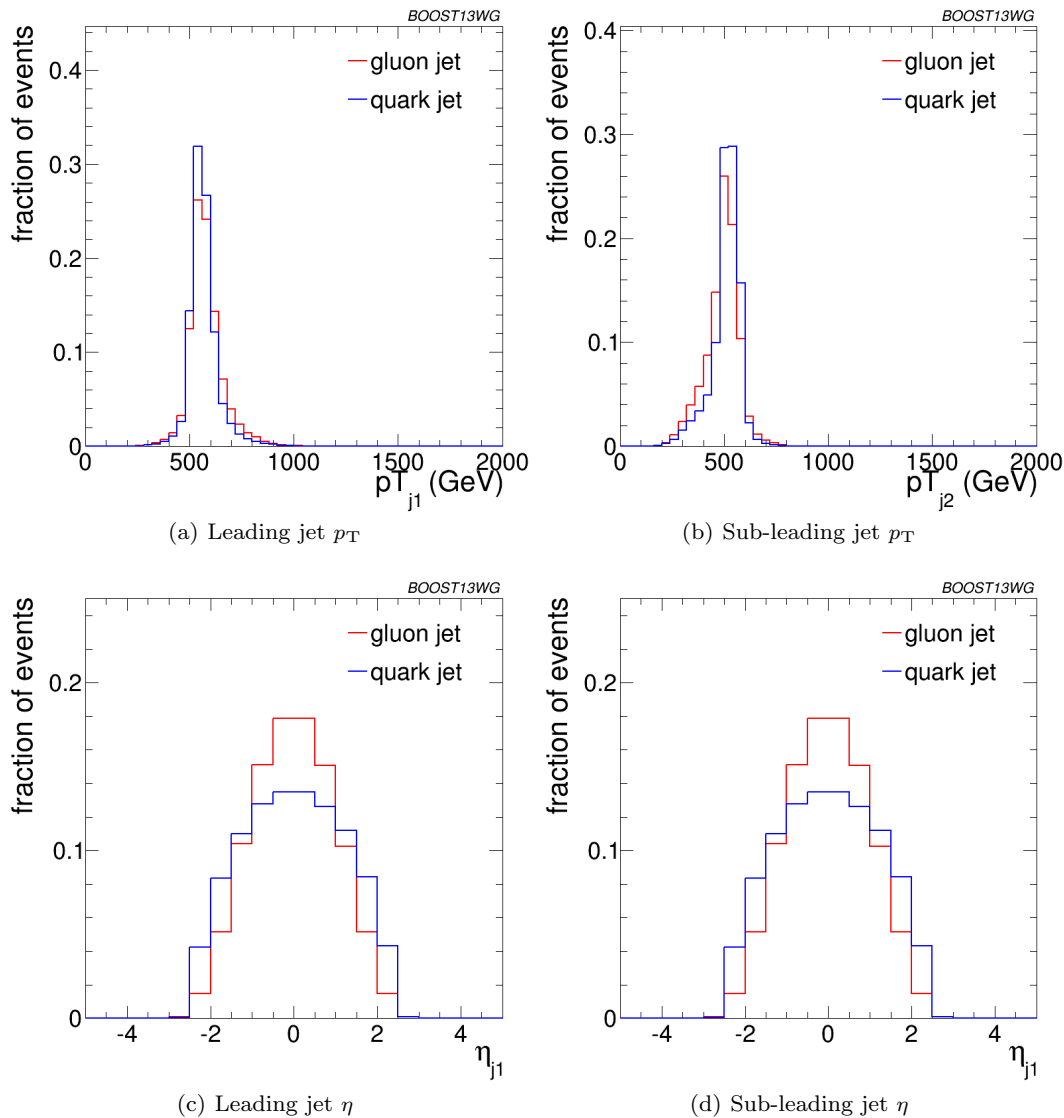 BOOST13WG
fraction of events
0.4
0.3
0.2
0.1
0
gluon jet
quark jet
0 500 1000 1500 2000
pT_j1 (GeV)
(a) Leading jet p_T
BOOST13WG
fraction of events
0.4
0.3
0.2
0.1
0
gluon jet
quark jet
0 500 1000 1500 2000
pT_j2 (GeV)
(b) Sub-leading jet p_T
BOOST13WG
fraction of events
0.2
0.1
0
gluon jet
quark jet
-4 -2 0 2 4
η_j1
(c) Leading jet η
BOOST13WG
fraction of events
0.2
0.1
0
gluon jet
quark jet
-4 -2 0 2 4
η_j1
(d) Sub-leading jet η